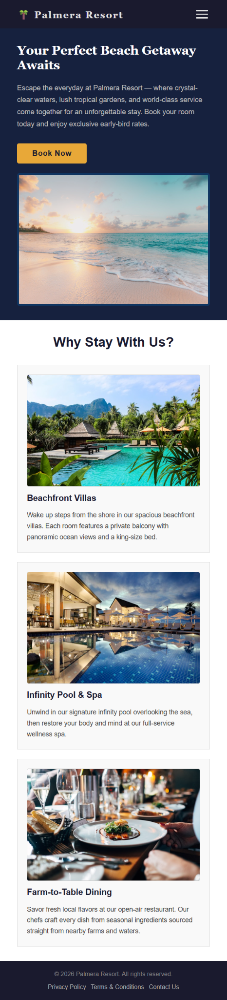 Palmera Resort
Your Perfect Beach Getaway
Awaits
Escape the everyday at Palmera Resort — where crystal-
clear waters, lush tropical gardens, and world-class service
come together for an unforgettable stay. Book your room
today and enjoy exclusive early-bird rates.
Book Now
Why Stay With Us?
Beachfront Villas
Wake up steps from the shore in our spacious beachfront
villas. Each room features a private balcony with
panoramic ocean views and a king-size bed.
Infinity Pool & Spa
Unwind in our signature infinity pool overlooking the sea,
then restore your body and mind at our full-service
wellness spa.
Farm-to-Table Dining
Savor fresh local flavors at our open-air restaurant. Our
chefs craft every dish from seasonal ingredients sourced
straight from nearby farms and waters.
© 2026 Palmera Resort. All rights reserved.
Privacy Policy Terms & Conditions Contact Us